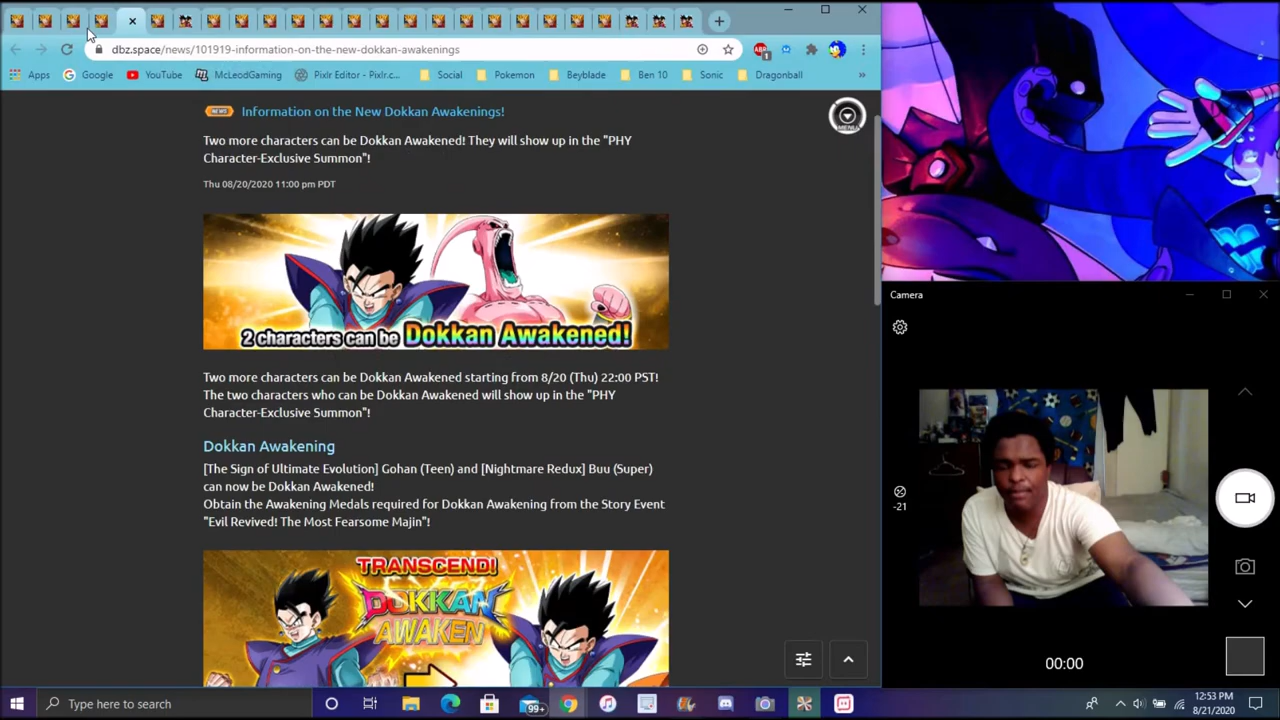 dbz.space/news/101919-information-on-the-new-dokkan-awakenings
ABP
1
Apps Google YouTube McLeodGaming Pixlr Editor - Pixlr.c... Social Pokemon Beyblade Ben 10 Sonic Dragonball »
NEWS Information on the New Dokkan Awakenings!
MENU
Two more characters can be Dokkan Awakened! They will show up in the "PHY
Character-Exclusive Summon"!
Thu 08/20/2020 11:00 pm PDT
2 characters can be Dokkan Awakened!
Two more characters can be Dokkan Awakened starting from 8/20 (Thu) 22:00 PST!
The two characters who can be Dokkan Awakened will show up in the "PHY
Character-Exclusive Summon"!
Dokkan Awakening
[The Sign of Ultimate Evolution] Gohan (Teen) and [Nightmare Redux] Buu (Super)
can now be Dokkan Awakened!
Obtain the Awakening Medals required for Dokkan Awakening from the Story Event
"Evil Revived! The Most Fearsome Majin"!
TRANSCEND!
DOKKAN
AWAKEN
Camera
-21
00:00
Type here to search
99+
12:53 PM
8/21/2020